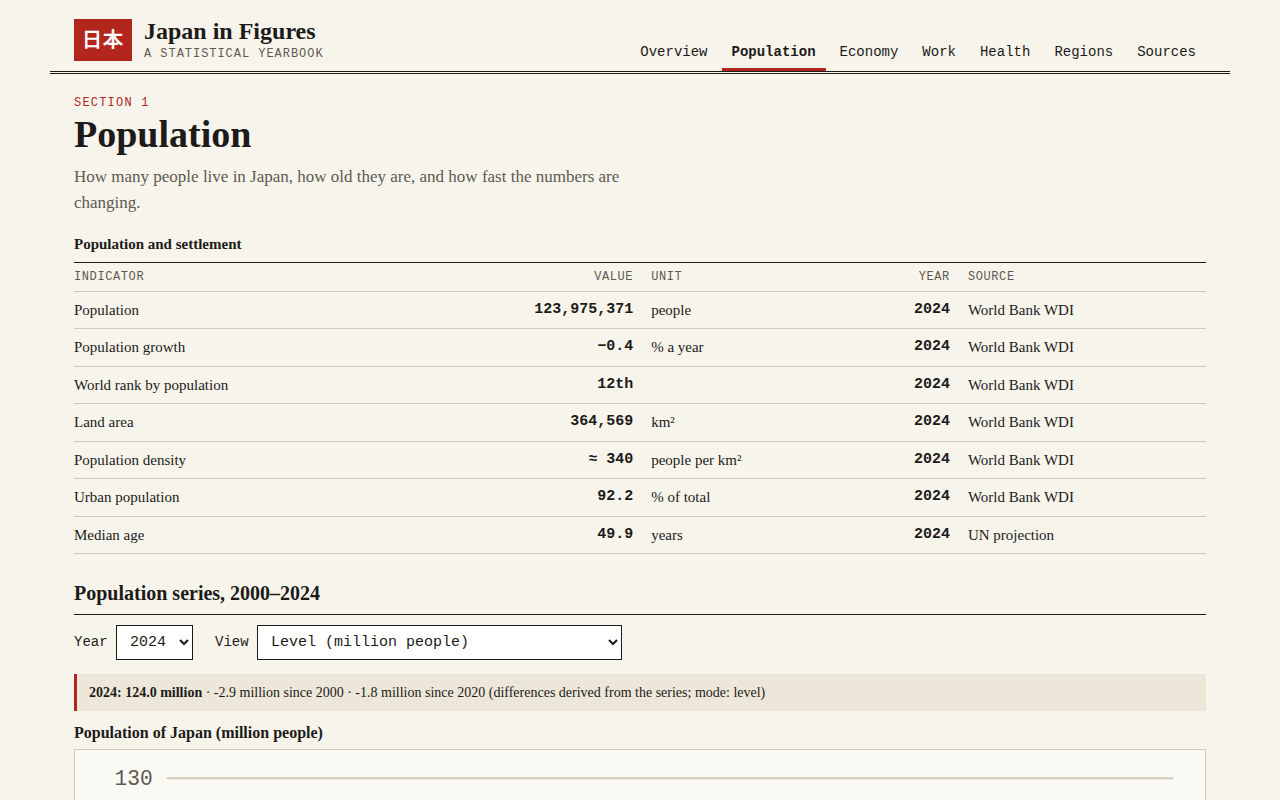 日本
Japan in Figures
A STATISTICAL YEARBOOK
Overview Population Economy Work Health Regions Sources
SECTION 1
Population
How many people live in Japan, how old they are, and how fast the numbers are
changing.
Population and settlement
INDICATOR VALUE UNIT YEAR SOURCE
Population 123,975,371 people 2024 World Bank WDI
Population growth −0.4 % a year 2024 World Bank WDI
World rank by population 12th 2024 World Bank WDI
Land area 364,569 km² 2024 World Bank WDI
Population density ≈ 340 people per km² 2024 World Bank WDI
Urban population 92.2 % of total 2024 World Bank WDI
Median age 49.9 years 2024 UN projection
Population series, 2000–2024
Year 2024 View Level (million people)
2024: 124.0 million · -2.9 million since 2000 · -1.8 million since 2020 (differences derived from the series; mode: level)
Population of Japan (million people)
130